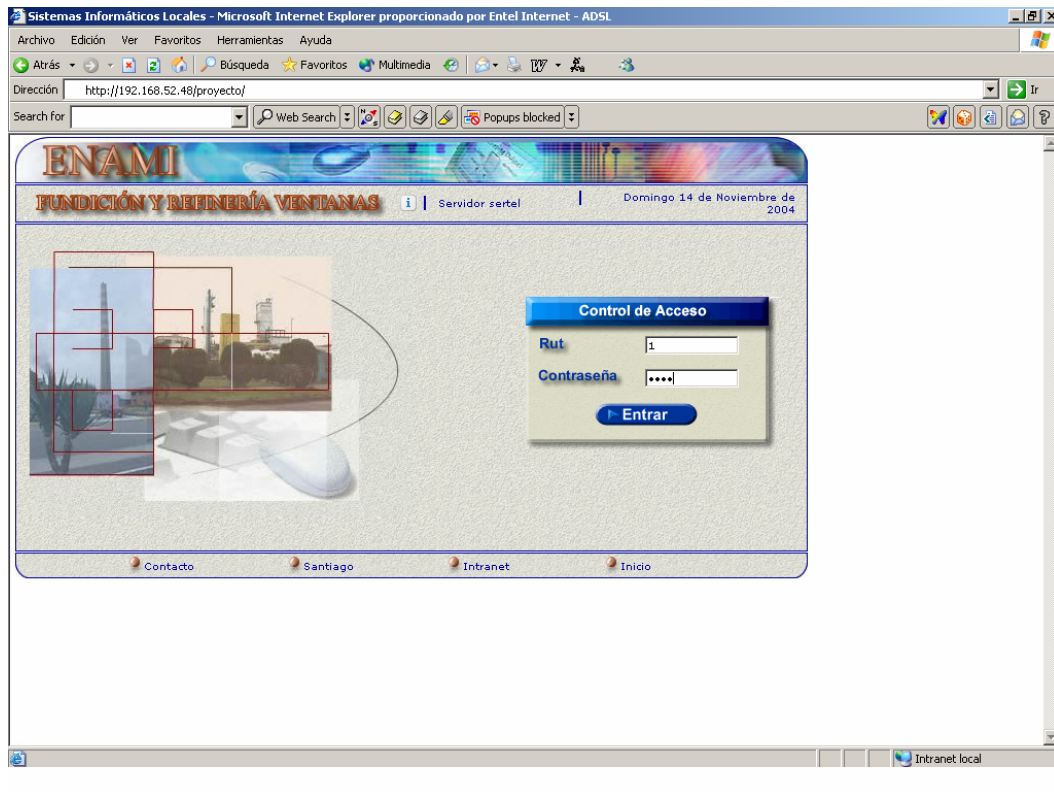 Sistemas Informáticos Locales - Microsoft Internet Explorer proporcionado por Entel Internet - ADSL
Archivo Edición Ver Favoritos Herramientas Ayuda
Atrás Búsqueda Favoritos Multimedia
Dirección http://192.168.52.48/proyecto/ Ir
Search for Web Search Popups blocked
ENAMI
FUNDICIÓN Y REFINERÍA VENTANAS
Servidor sertel
Domingo 14 de Noviembre de
2004
Control de Acceso
Rut 1
Contraseña ••••
Entrar
Contacto Santiago Intranet Inicio
Intranet local